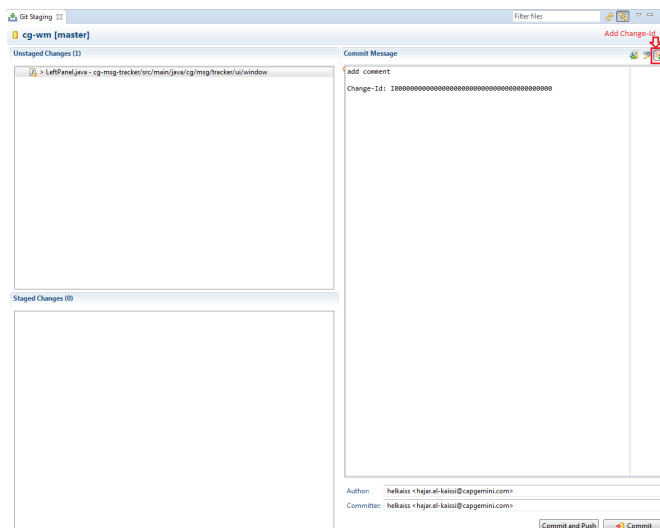 Git Staging
Filter files
cg-wm [master]
Add Change-Id
Unstaged Changes (1)
Commit Message
> LeftPanel.java - cg-msg-tracker/src/main/java/cg/msg/tracker/ui/window
add comment
Change-Id: I0000000000000000000000000000000000000000
Staged Changes (0)
Author: helkaiss <hajar.el-kaissi@capgemini.com>
Committer: helkaiss <hajar.el-kaissi@capgemini.com>
Commit and Push
Commit